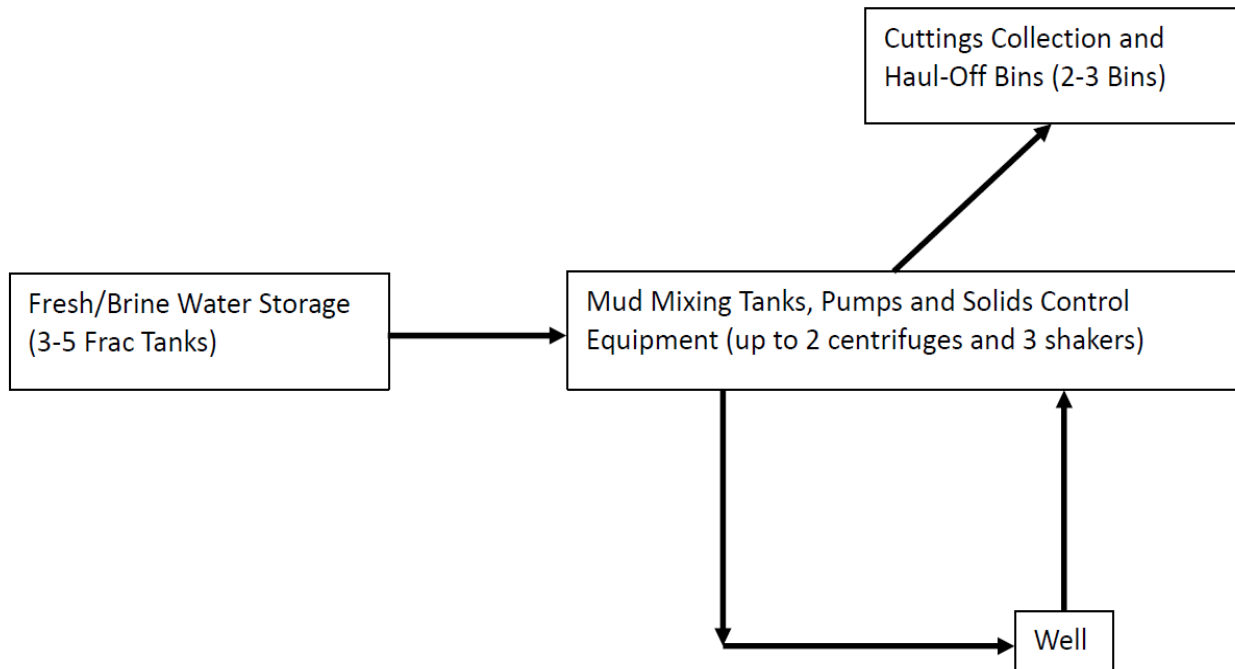 Cuttings Collection and
Haul-Off Bins (2-3 Bins)
Fresh/Brine Water Storage
(3-5 Frac Tanks)
Mud Mixing Tanks, Pumps and Solids Control
Equipment (up to 2 centrifuges and 3 shakers)
Well